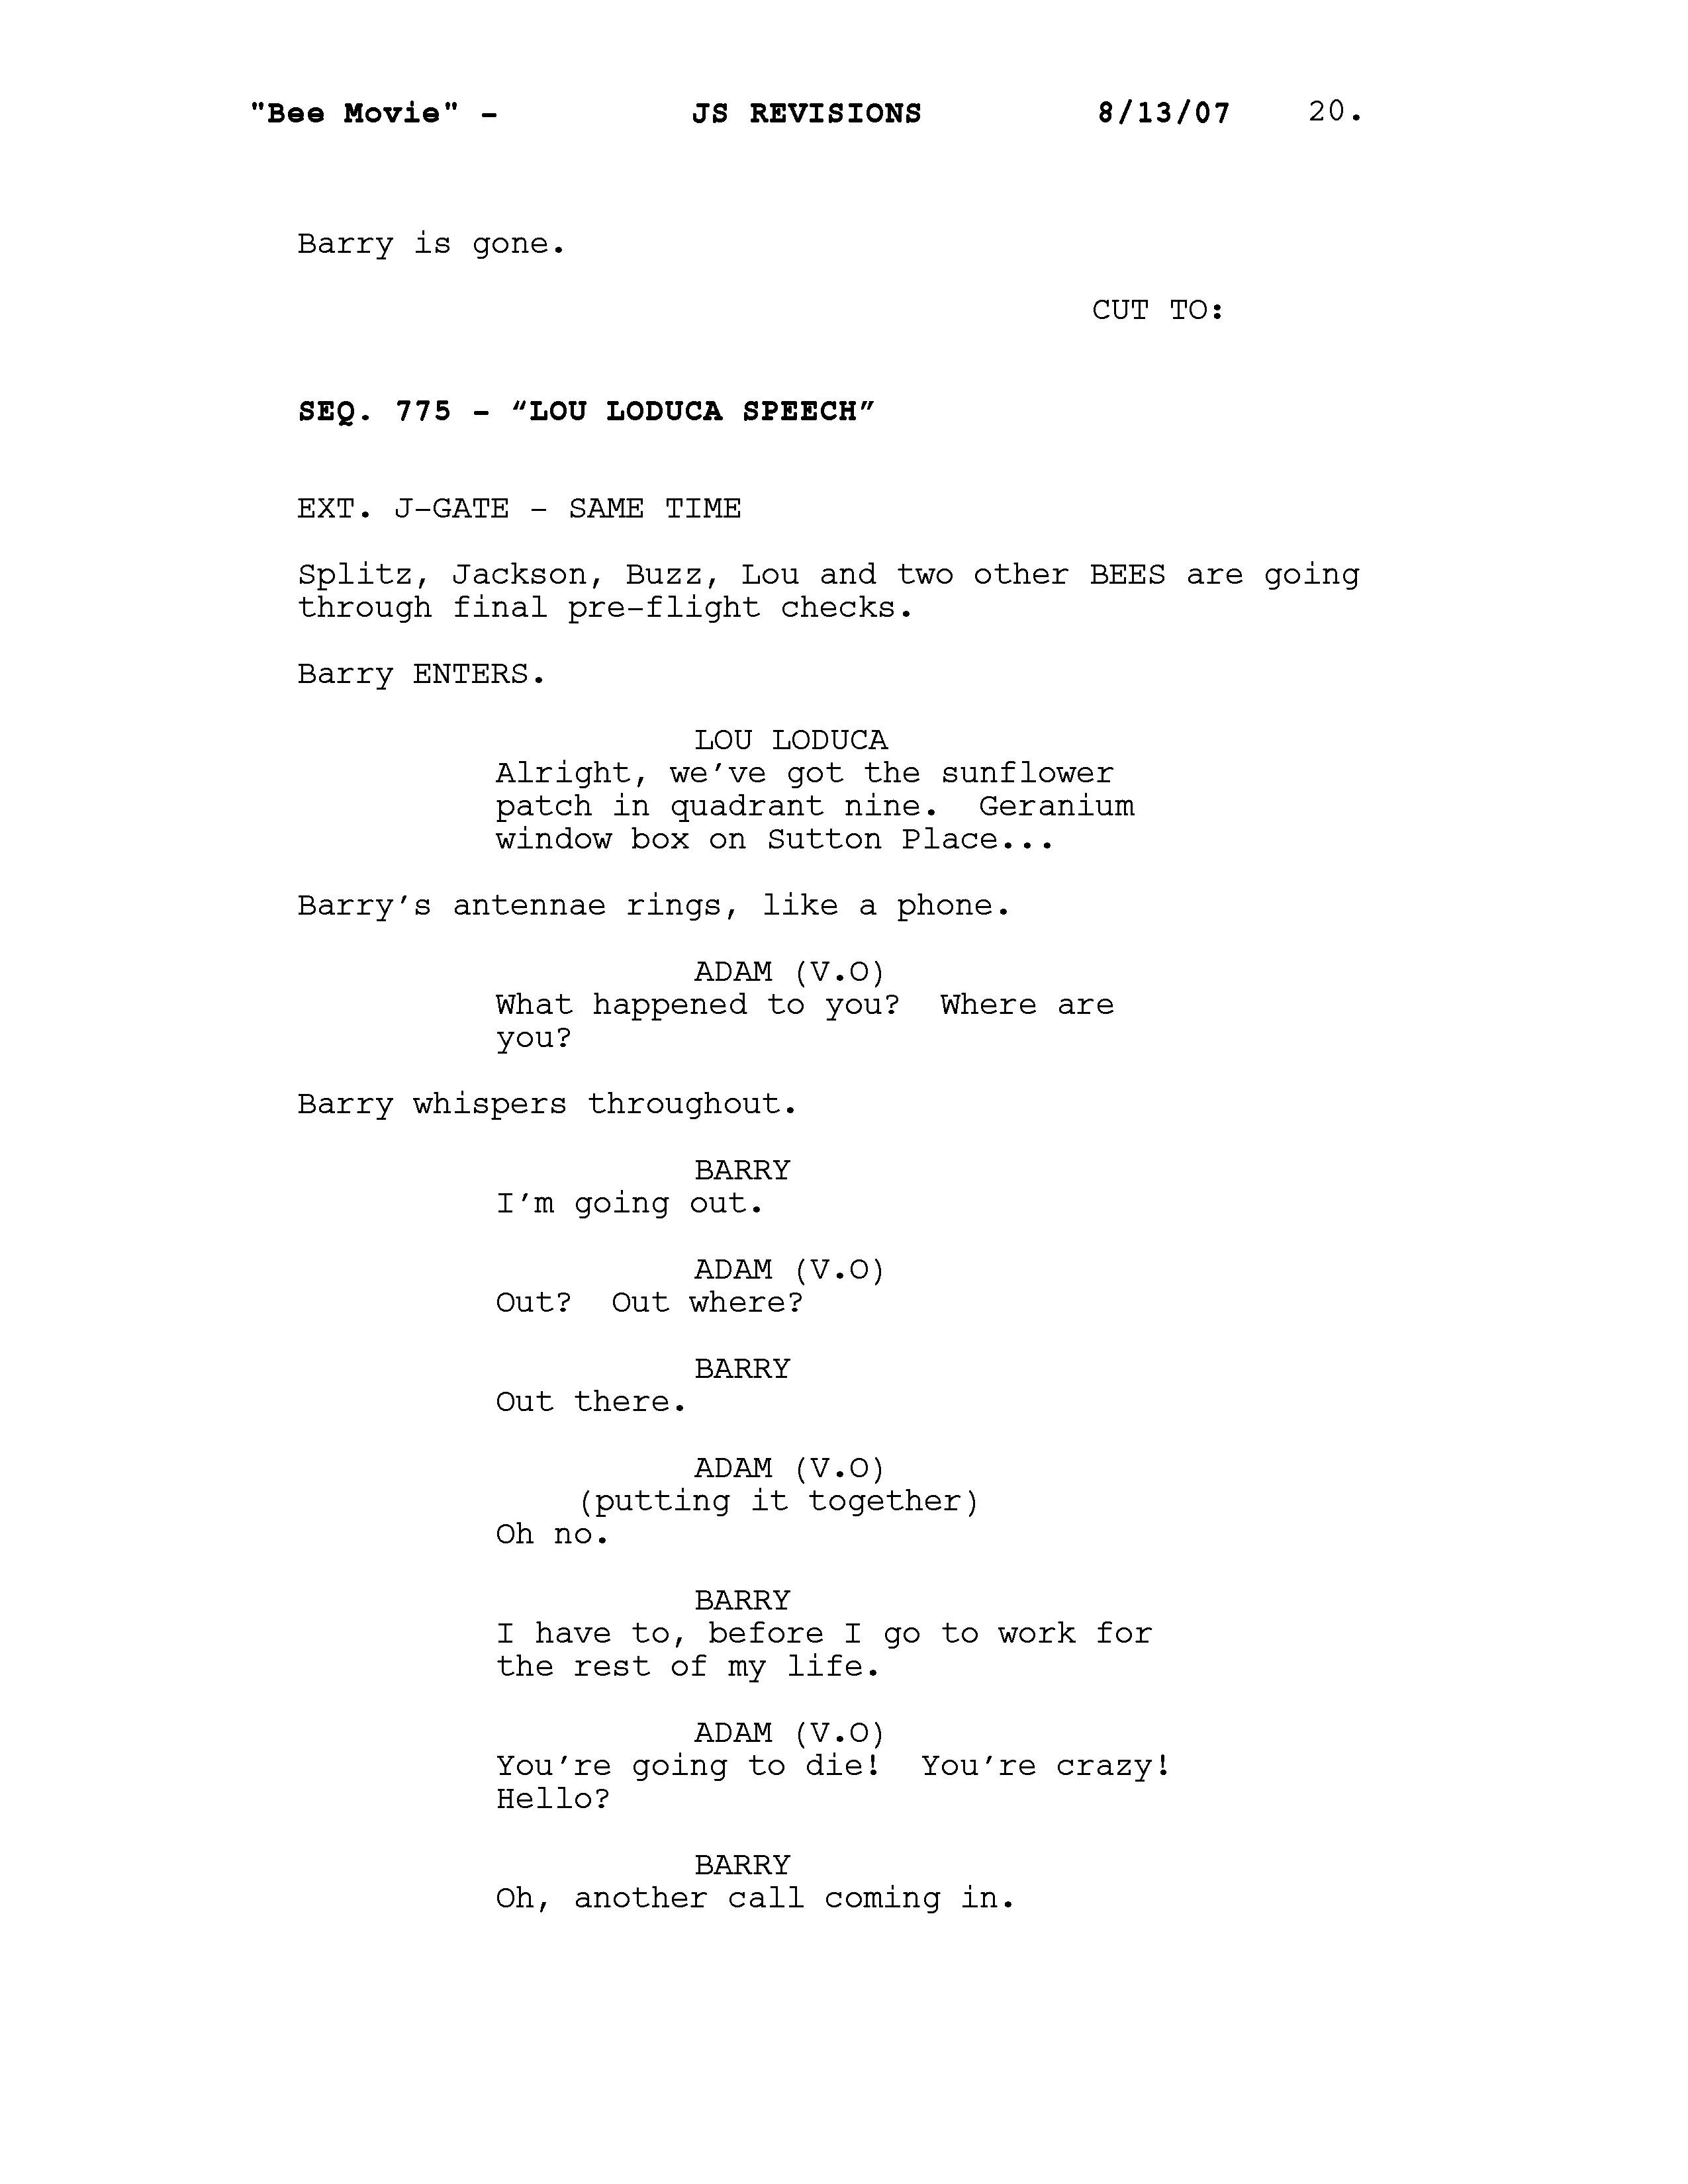 "Bee Movie" - JS REVISIONS 8/13/07 20.
Barry is gone.
CUT TO:
SEQ. 775 - “LOU LODUCA SPEECH”
EXT. J-GATE - SAME TIME
Splitz, Jackson, Buzz, Lou and two other BEES are going
through final pre-flight checks.
Barry ENTERS.
LOU LODUCA
Alright, we’ve got the sunflower
patch in quadrant nine.  Geranium
window box on Sutton Place...
Barry’s antennae rings, like a phone.
ADAM (V.O)
What happened to you?  Where are
you?
Barry whispers throughout.
BARRY
I’m going out.
ADAM (V.O)
Out?  Out where?
BARRY
Out there.
ADAM (V.O)
(putting it together)
Oh no.
BARRY
I have to, before I go to work for
the rest of my life.
ADAM (V.O)
You’re going to die!  You’re crazy!
Hello?
BARRY
Oh, another call coming in.